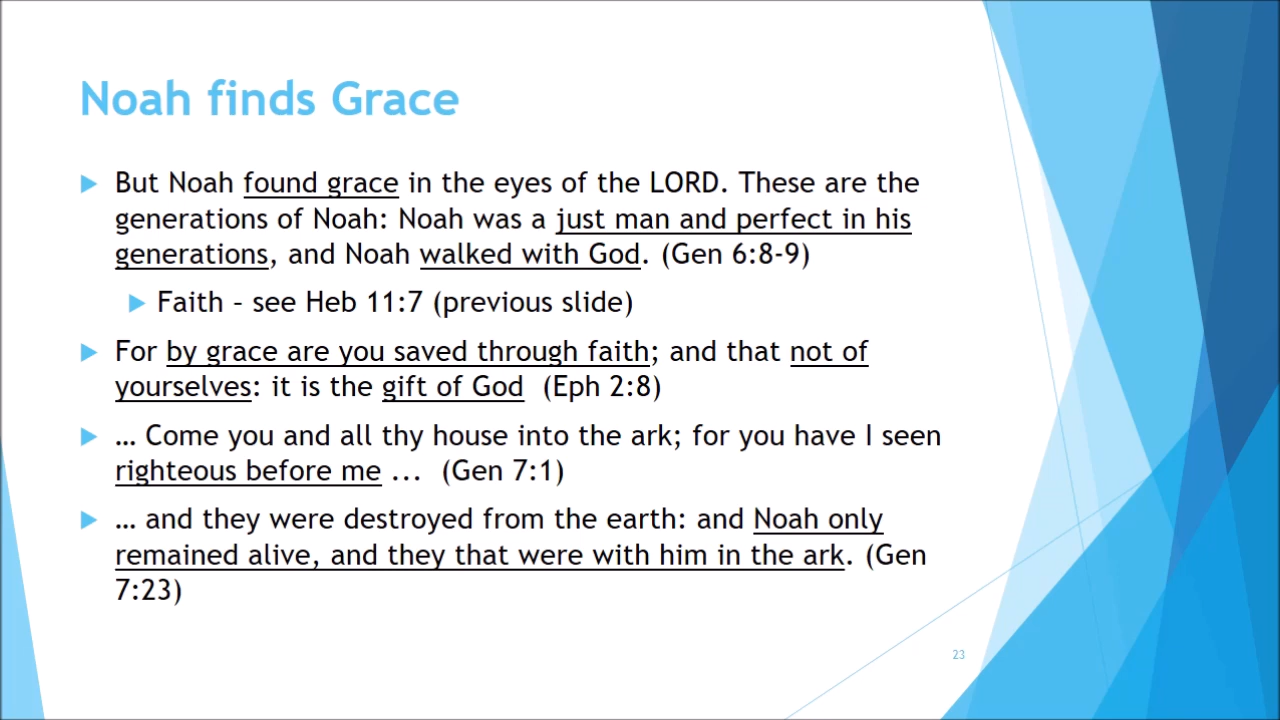 Noah finds Grace
But Noah found grace in the eyes of the LORD. These are the
generations of Noah: Noah was a just man and perfect in his
generations, and Noah walked with God. (Gen 6:8-9)
Faith – see Heb 11:7 (previous slide)
For by grace are you saved through faith; and that not of
yourselves: it is the gift of God (Eph 2:8)
… Come you and all thy house into the ark; for you have I seen
righteous before me ... (Gen 7:1)
… and they were destroyed from the earth: and Noah only
remained alive, and they that were with him in the ark. (Gen
7:23)
23